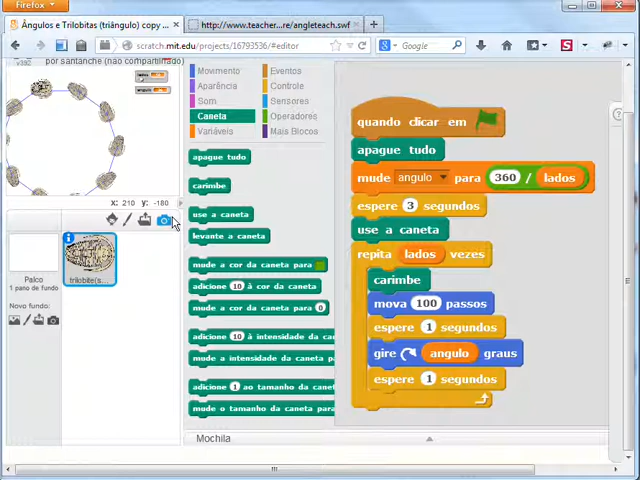 Firefox
Ângulos e Trilobitas (triângulo) copy ...
http://www.teacher...re/angleteach.swf
scratch.mit.edu/projects/16793536/#editor
Google
por santanche (não compartilhado)
lados
angulo
x: 210 y: -180
Palco
1 pano de fundo
Novo fundo:
trilobite(s...
Movimento
Aparência
Som
Caneta
Variáveis
Eventos
Controle
Sensores
Operadores
Mais Blocos
apague tudo
carimbe
use a caneta
levante a caneta
mude a cor da caneta para
adicione 10 à cor da caneta
mude a cor da caneta para 0
adicione 10 à intensidade da ca
mude a intensidade da caneta pa
adicione 1 ao tamanho da caneta
mude o tamanho da caneta para
quando clicar em
apague tudo
mude angulo para 360 / lados
espere 3 segundos
use a caneta
repita lados vezes
carimbe
mova 100 passos
espere 1 segundos
gire angulo graus
espere 1 segundos
Mochila